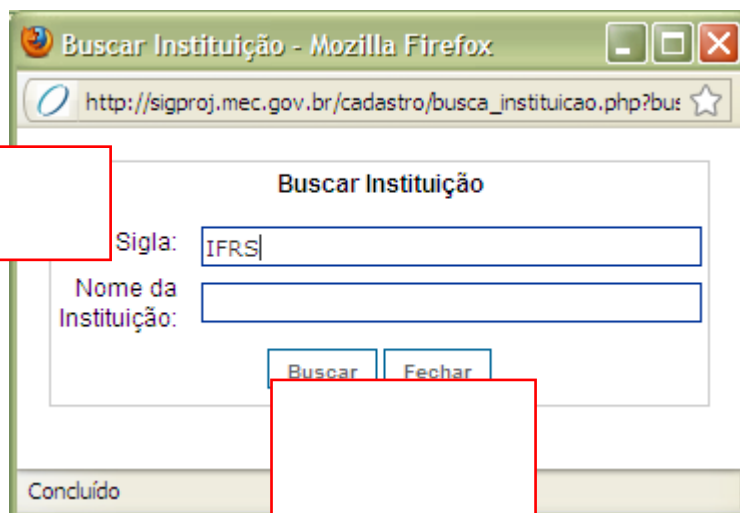 Buscar Instituição - Mozilla Firefox
http://sigproj.mec.gov.br/cadastro/busca_instituicao.php?bus
Buscar Instituição
Sigla: IFRS
Nome da
Instituição:
Buscar Fechar
Concluído